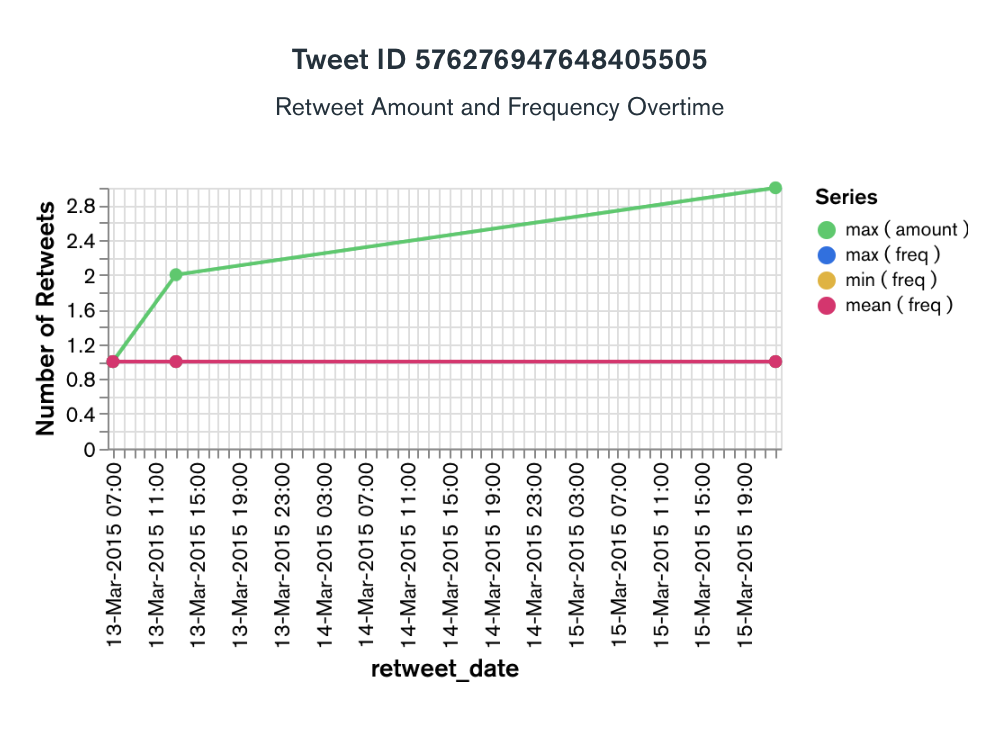 Tweet ID 576276947648405505
Retweet Amount and Frequency Overtime
Number of Retweets
2.8
2.4
2
1.6
1.2
0.8
0.4
0
13-Mar-2015 07:00
13-Mar-2015 11:00
13-Mar-2015 15:00
13-Mar-2015 19:00
13-Mar-2015 23:00
14-Mar-2015 03:00
14-Mar-2015 07:00
14-Mar-2015 11:00
14-Mar-2015 15:00
14-Mar-2015 19:00
14-Mar-2015 23:00
15-Mar-2015 03:00
15-Mar-2015 07:00
15-Mar-2015 11:00
15-Mar-2015 15:00
15-Mar-2015 19:00
retweet_date
Series
max ( amount )
max ( freq )
min ( freq )
mean ( freq )